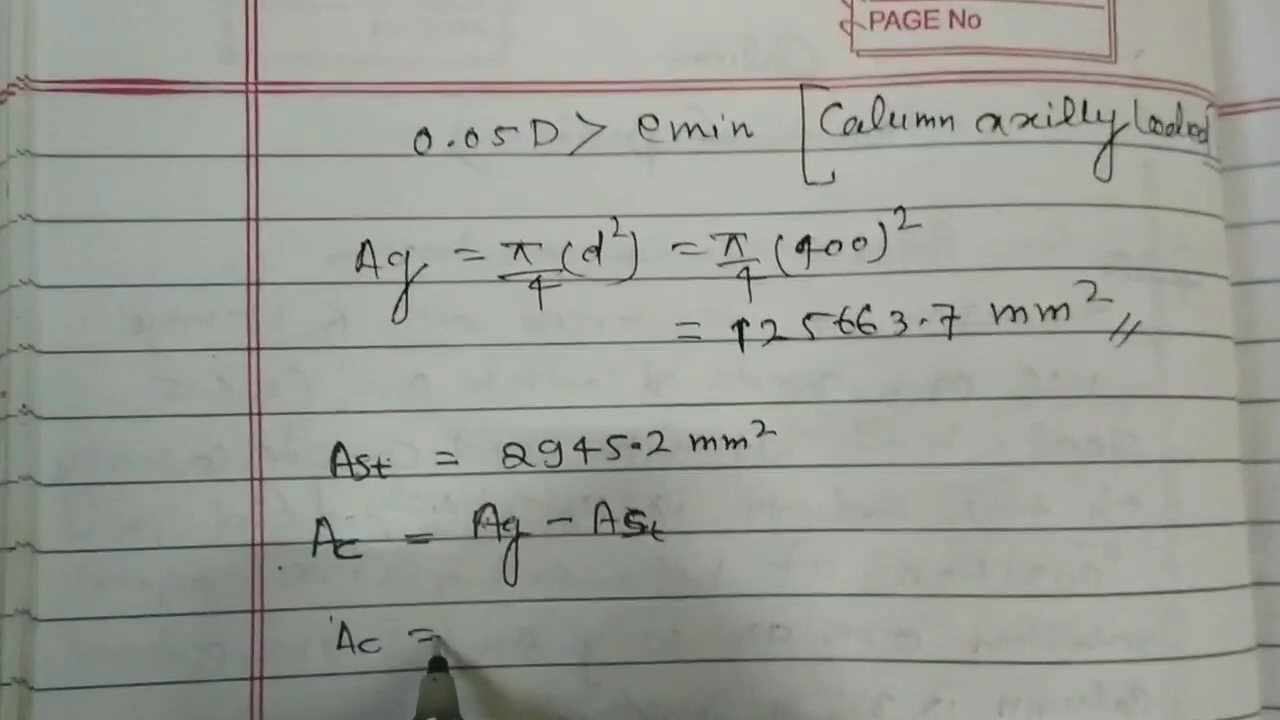 PAGE No
0.05D > emin [Calumn axilly Loaded
Ag = π/4 (d²) = π/4 (400)²
= 125663.7 mm²
Ast = 2945.2 mm²
Ac = Ag - Ast
Ac =